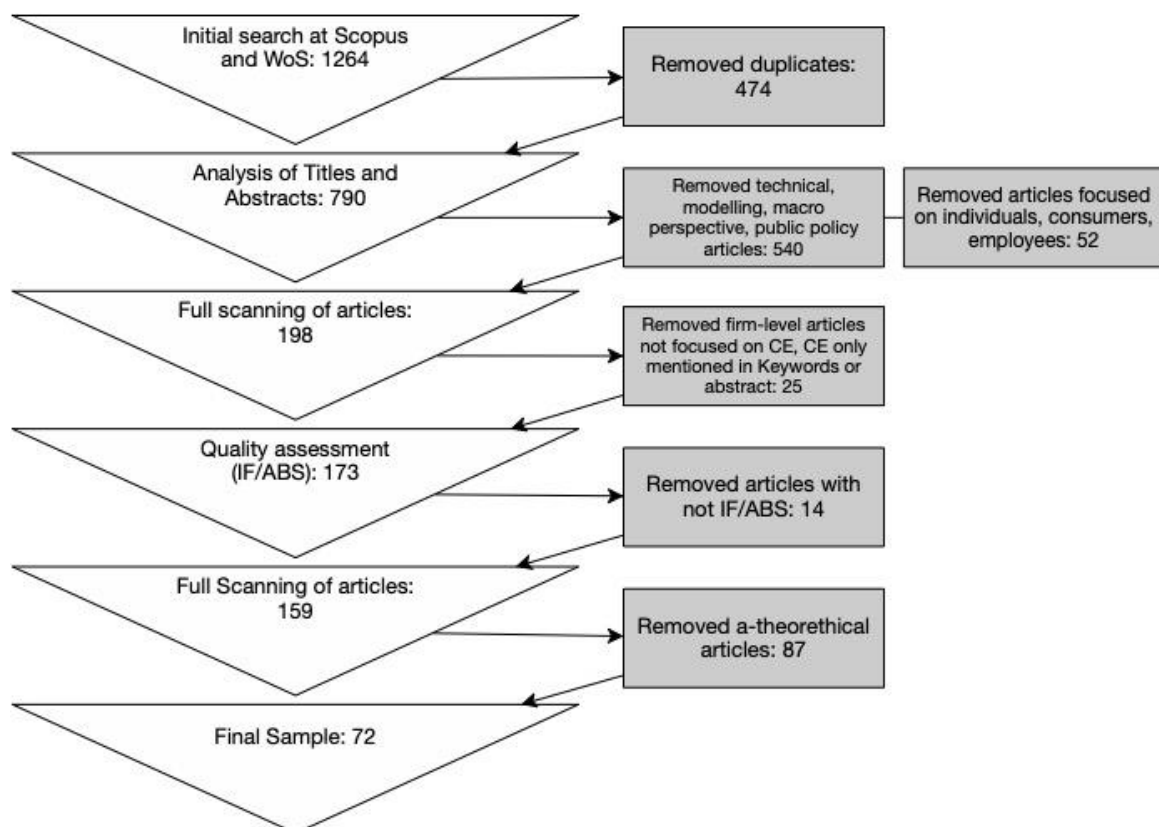 Initial search at Scopus
and WoS: 1264
Removed duplicates:
474
Analysis of Titles and
Abstracts: 790
Removed technical,
modelling, macro
perspective, public policy
articles: 540
Removed articles focused
on individuals, consumers,
employees: 52
Full scanning of articles:
198
Removed firm-level articles
not focused on CE, CE only
mentioned in Keywords or
abstract: 25
Quality assessment
(IF/ABS): 173
Removed articles with
not IF/ABS: 14
Full Scanning of articles:
159
Removed a-theorethical
articles: 87
Final Sample: 72